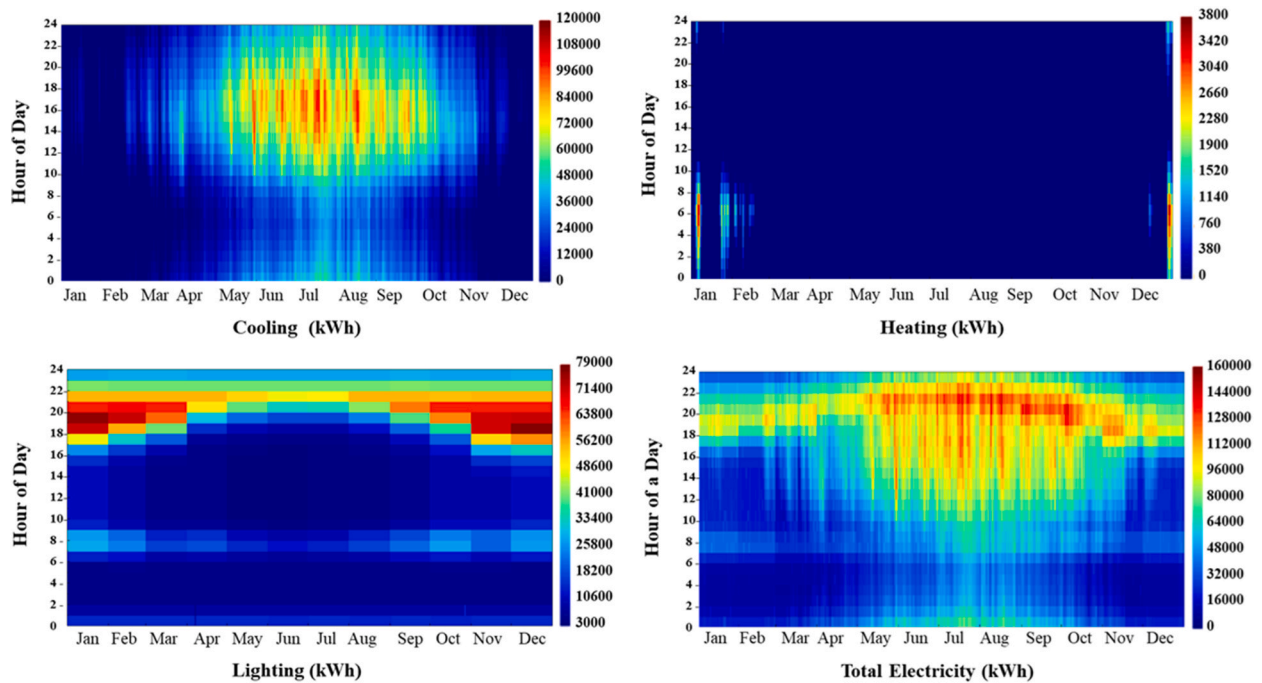 24 22 20 18 16 14 12 10 8 6 4 2 0
Hour of Day
120000 108000 99600 84000 72000 60000 48000 36000 24000 12000 0
Jan Feb Mar Apr May Jun Jul Aug Sep Oct Nov Dec
Cooling (kWh)
24 22 20 18 16 14 12 10 8 6 4 2 0
Hour of Day
3800 3420 3040 2660 2280 1900 1520 1140 760 380 0
Jan Feb Mar Apr May Jun Jul Aug Sep Oct Nov Dec
Heating (kWh)
24 22 20 18 16 14 12 10 8 6 4 2 0
Hour of Day
79000 71400 63800 56200 48600 41000 33400 25800 18200 10600 3000
Jan Feb Mar Apr May Jun Jul Aug Sep Oct Nov Dec
Lighting (kWh)
24 22 20 18 16 14 12 10 8 6 4 2 0
Hour of a Day
160000 144000 128000 112000 96000 80000 64000 48000 32000 16000 0
Jan Feb Mar Apr May Jun Jul Aug Sep Oct Nov Dec
Total Electricity (kWh)